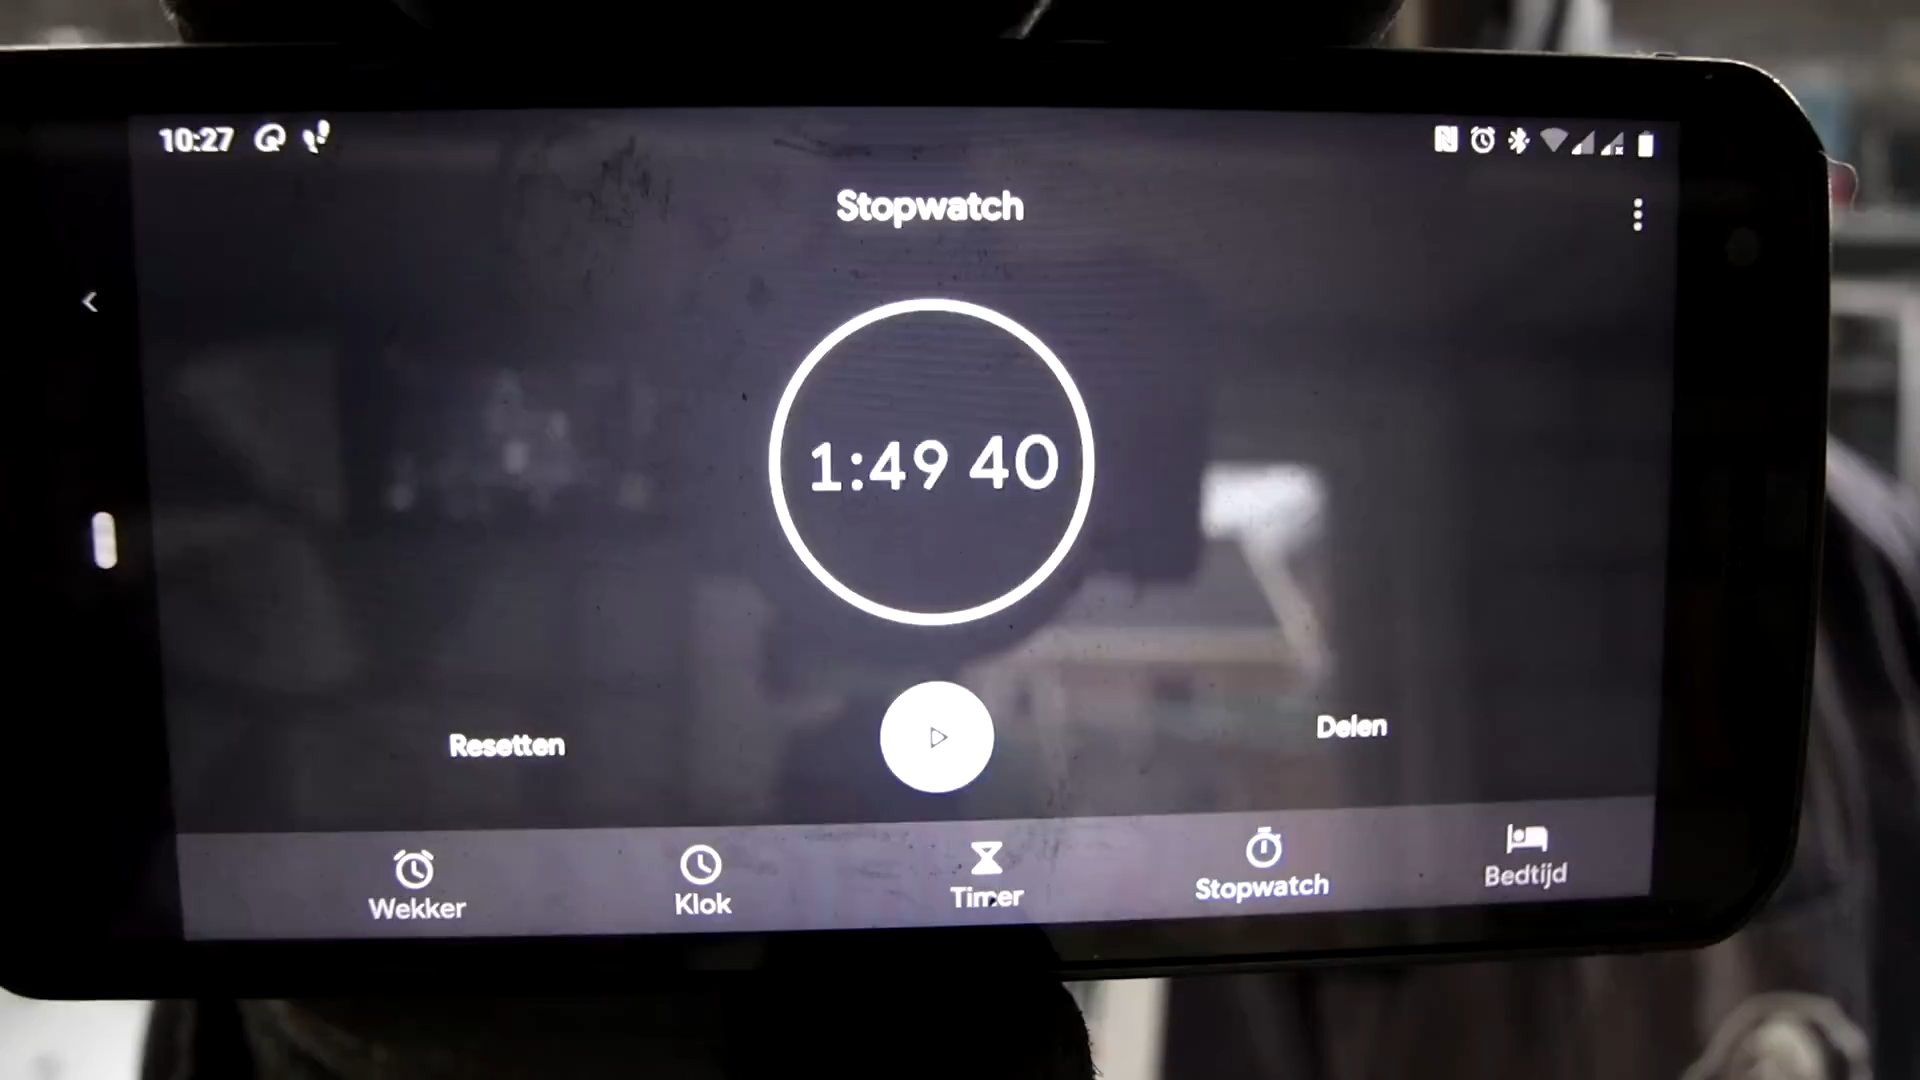 10:27
Stopwatch
1:49 40
Resetten
Delen
Wekker
Klok
Timer
Stopwatch
Bedtijd